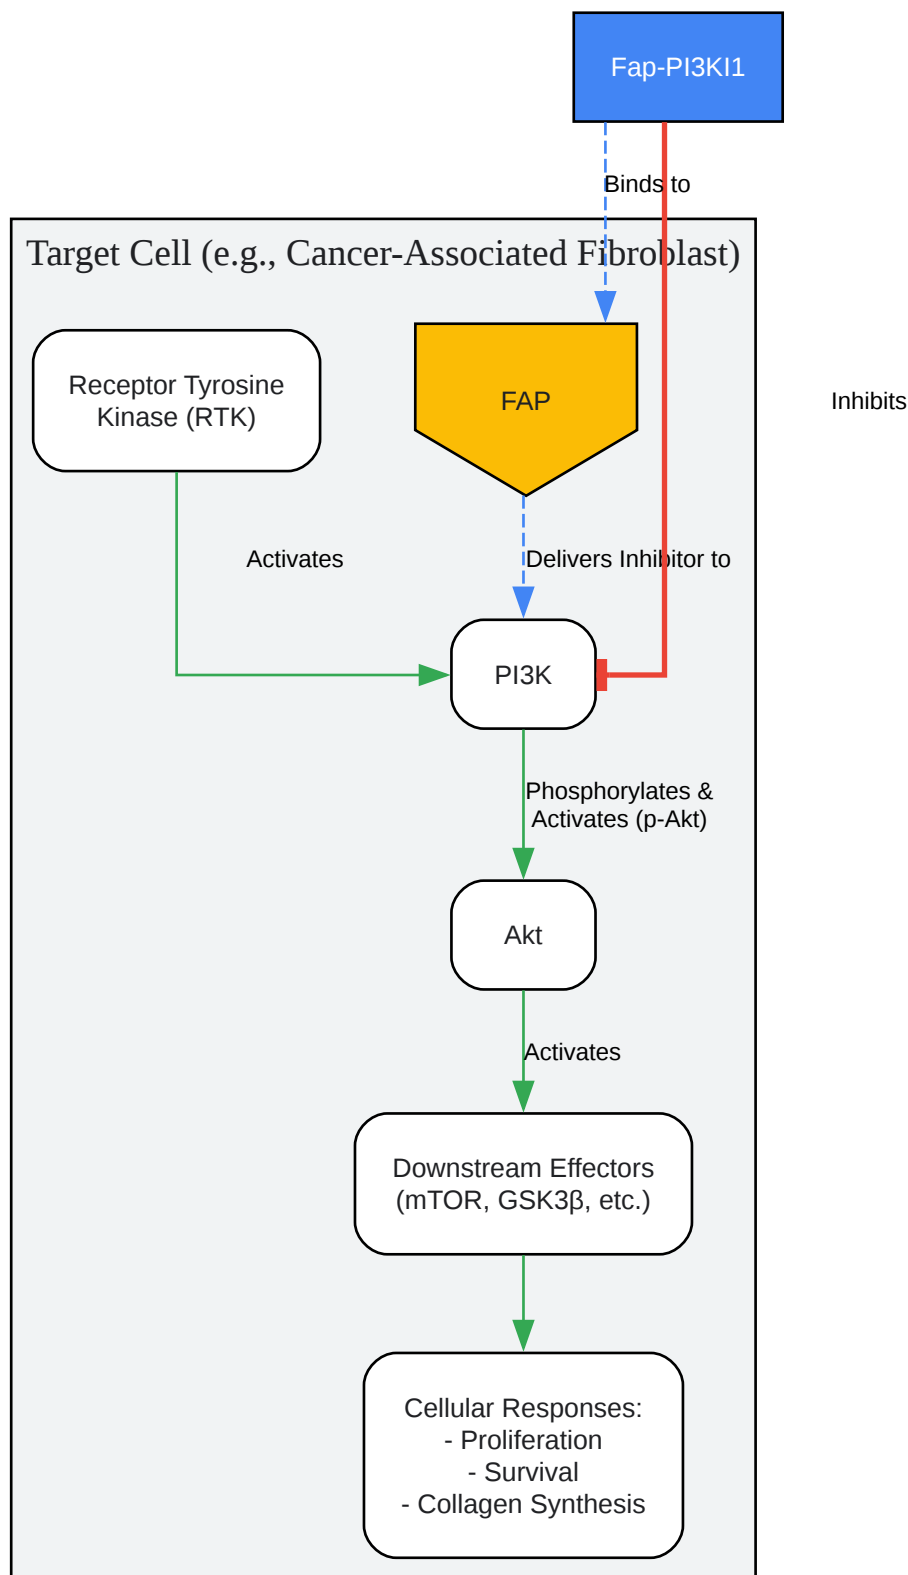 Fap-PI3KI1
Binds to
Target Cell (e.g., Cancer-Associated Fibroblast)
Receptor Tyrosine
Kinase (RTK)
FAP
Inhibits
Activates
Delivers Inhibitor to
PI3K
Phosphorylates &
Activates (p-Akt)
Akt
Activates
Downstream Effectors
(mTOR, GSK3β, etc.)
Cellular Responses:
- Proliferation
- Survival
- Collagen Synthesis